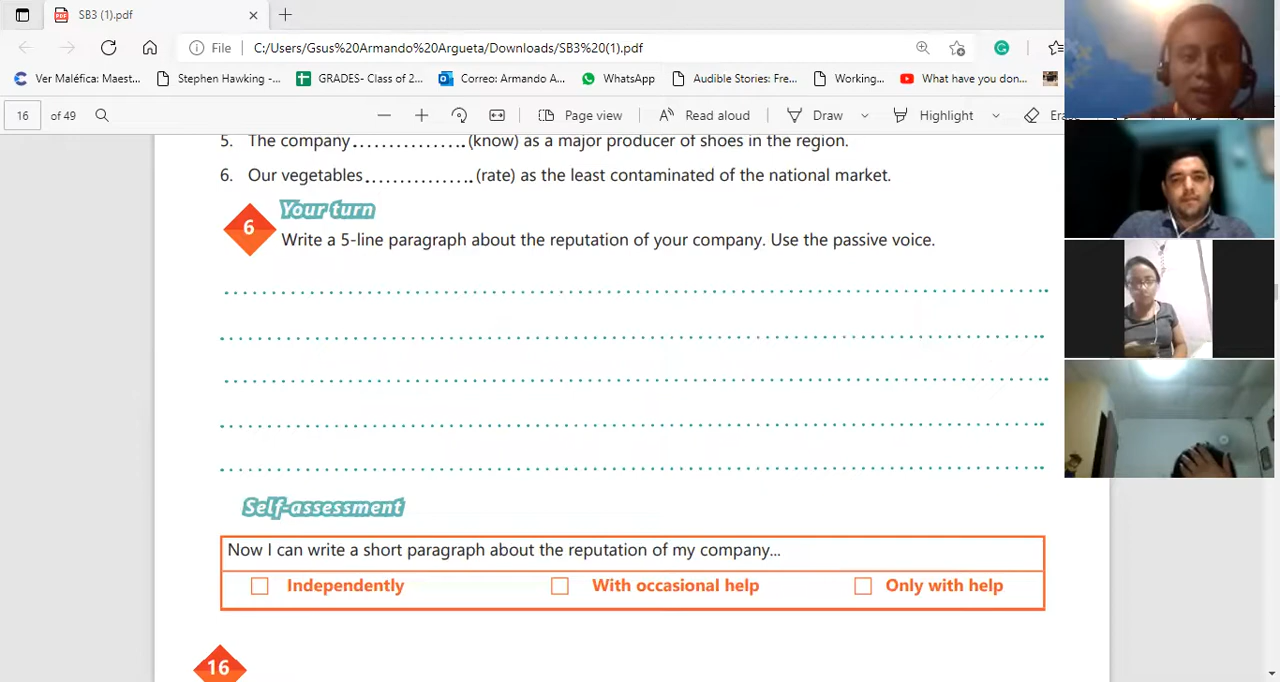 SB3 (1).pdf
File
C:/Users/Gsus%20Armando%20Argueta/Downloads/SB3%20(1).pdf
Ver Maléfica: Maest...
Stephen Hawking -...
GRADES- Class of 2...
Correo: Armando A...
WhatsApp
Audible Stories: Fre...
Working...
What have you don...
16 of 49
Page view
Read aloud
Draw
Highlight
5. The company................(know) as a major producer of shoes in the region.
6. Our vegetables................(rate) as the least contaminated of the national market.
6
Your turn
Write a 5-line paragraph about the reputation of your company. Use the passive voice.
Self-assessment
Now I can write a short paragraph about the reputation of my company...
Independently
With occasional help
Only with help
16